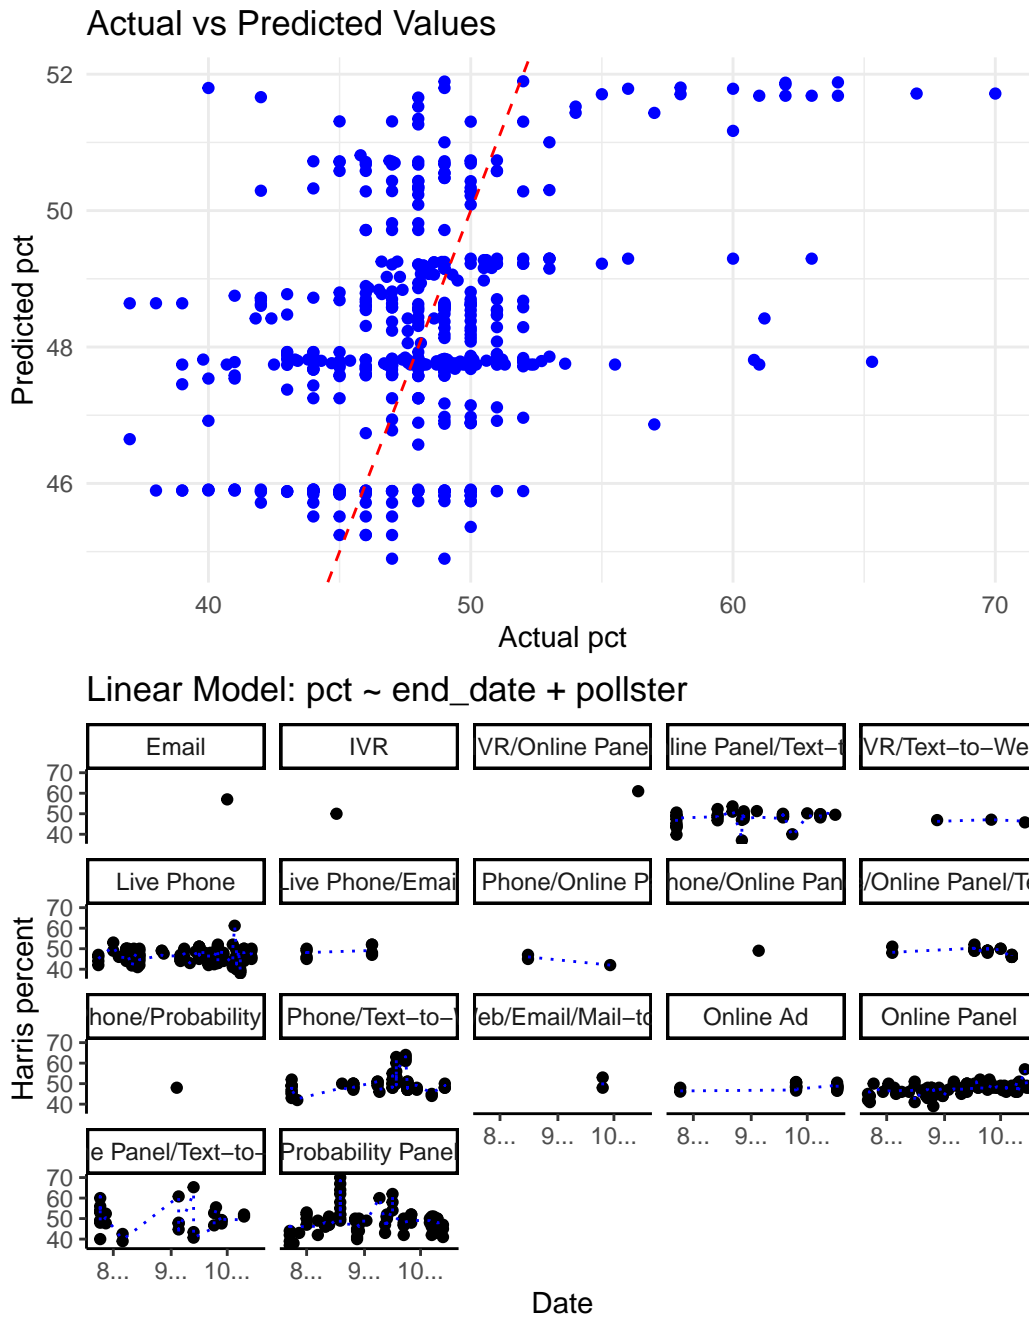 Actual vs Predicted Values
52
50
48
46
Predicted pct
40 50 60 70
Actual pct
Linear Model: pct ~ end_date + pollster
Email IVR VR/Online Pane line Panel/Text−t VR/Text−to−We
70
60
50
40
Live Phone Live Phone/Emai Phone/Online P hone/Online Pan /Online Panel/Te
70
60
50
40
hone/Probability Phone/Text−to− eb/Email/Mail−to Online Ad Online Panel
70
60
50
40
8... 9... 10... 8... 9... 10... 8... 9... 10...
e Panel/Text−to− Probability Panel
70
60
50
40
8... 9... 10... 8... 9... 10...
Harris percent
Date